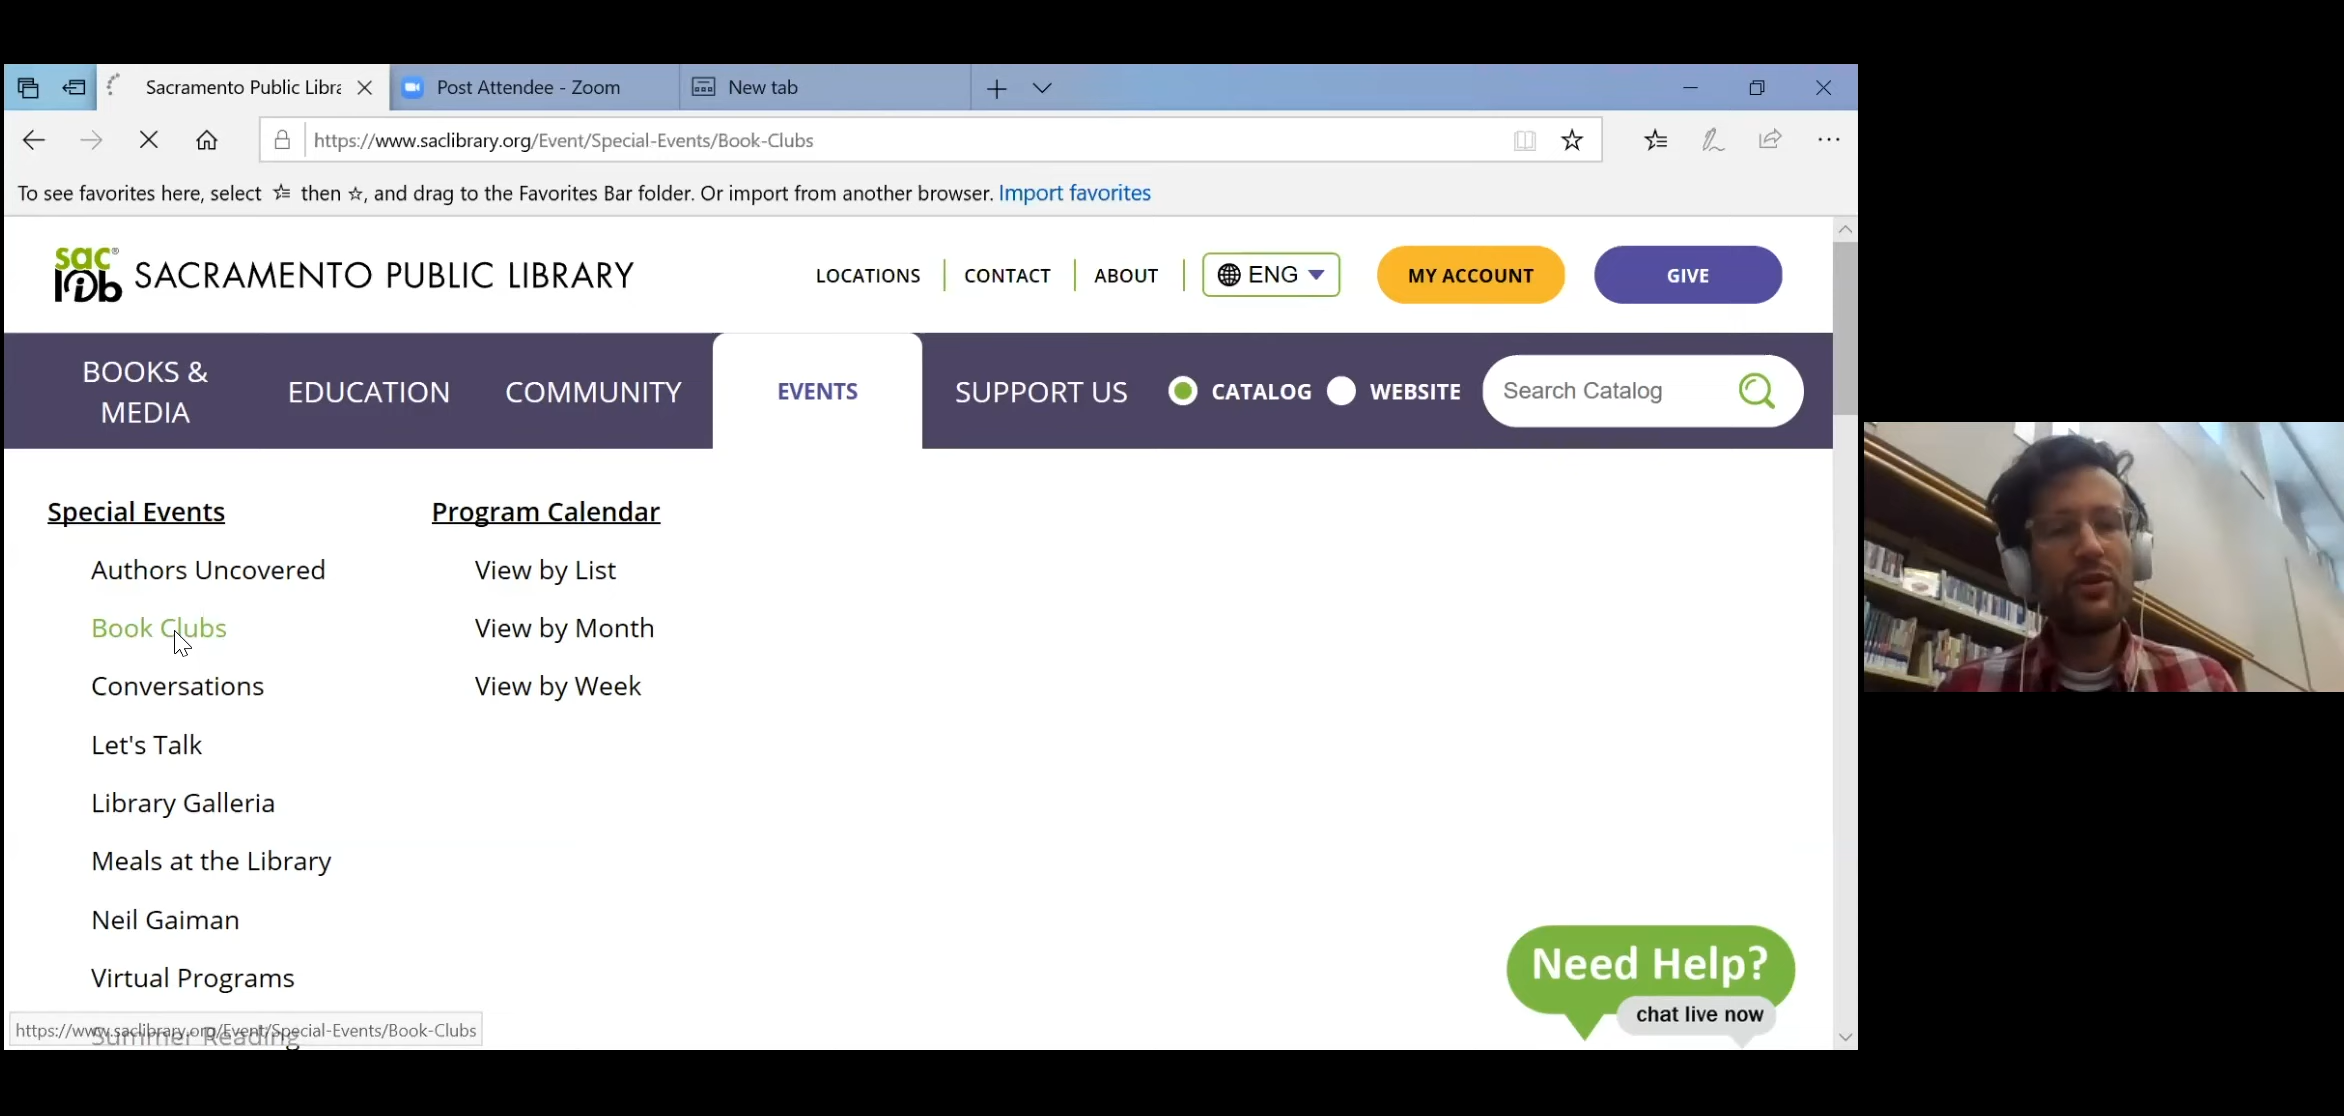 Sacramento Public Libra
Post Attendee - Zoom
New tab
https://www.saclibrary.org/Event/Special-Events/Book-Clubs
To see favorites here, select then ☆, and drag to the Favorites Bar folder. Or import from another browser. Import favorites
sac®
lib
SACRAMENTO PUBLIC LIBRARY
LOCATIONS
CONTACT
ABOUT
ENG
MY ACCOUNT
GIVE
BOOKS &
MEDIA
EDUCATION
COMMUNITY
EVENTS
SUPPORT US
CATALOG
WEBSITE
Search Catalog
Special Events
Authors Uncovered
Book Clubs
Conversations
Let's Talk
Library Galleria
Meals at the Library
Neil Gaiman
Virtual Programs
Summer Reading
Program Calendar
View by List
View by Month
View by Week
https://www.saclibrary.org/Event/Special-Events/Book-Clubs
Need Help?
chat live now